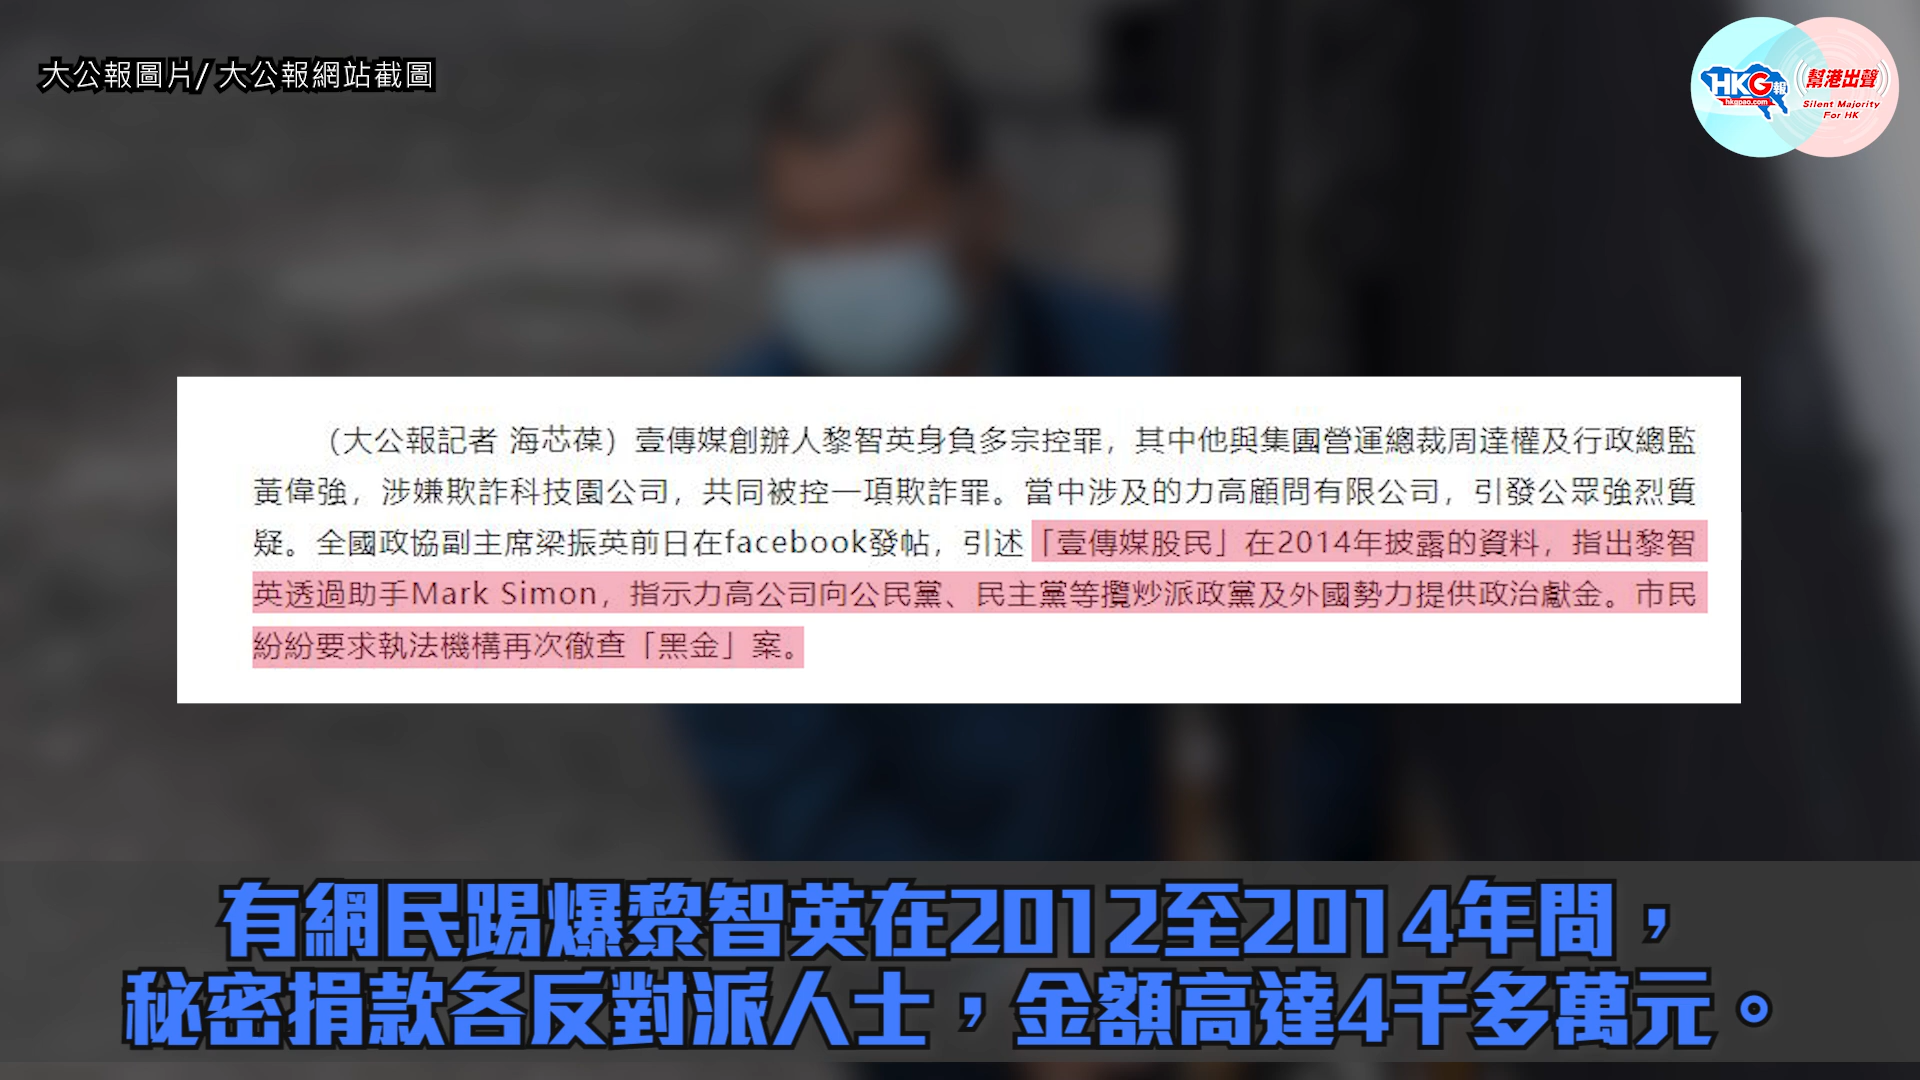 大公報圖片/大公報網站截圖
HKG報
hkgpao.com
幫港出聲
Silent Majority
For HK
（大公報記者 海芯葆）壹傳媒創辦人黎智英身負多宗控罪，其中他與集團營運總裁周達權及行政總監
黃偉強，涉嫌欺詐科技園公司，共同被控一項欺詐罪。當中涉及的力高顧問有限公司，引發公眾強烈質
疑。全國政協副主席梁振英前日在facebook發帖，引述「壹傳媒股民」在2014年披露的資料，指出黎智
英透過助手Mark Simon，指示力高公司向公民黨、民主黨等攬炒派政黨及外國勢力提供政治獻金。市民
紛紛要求執法機構再次徹查「黑金」案。
有網民踢爆黎智英在2012至2014年間，
秘密捐款各反對派人士，金額高達4千多萬元。